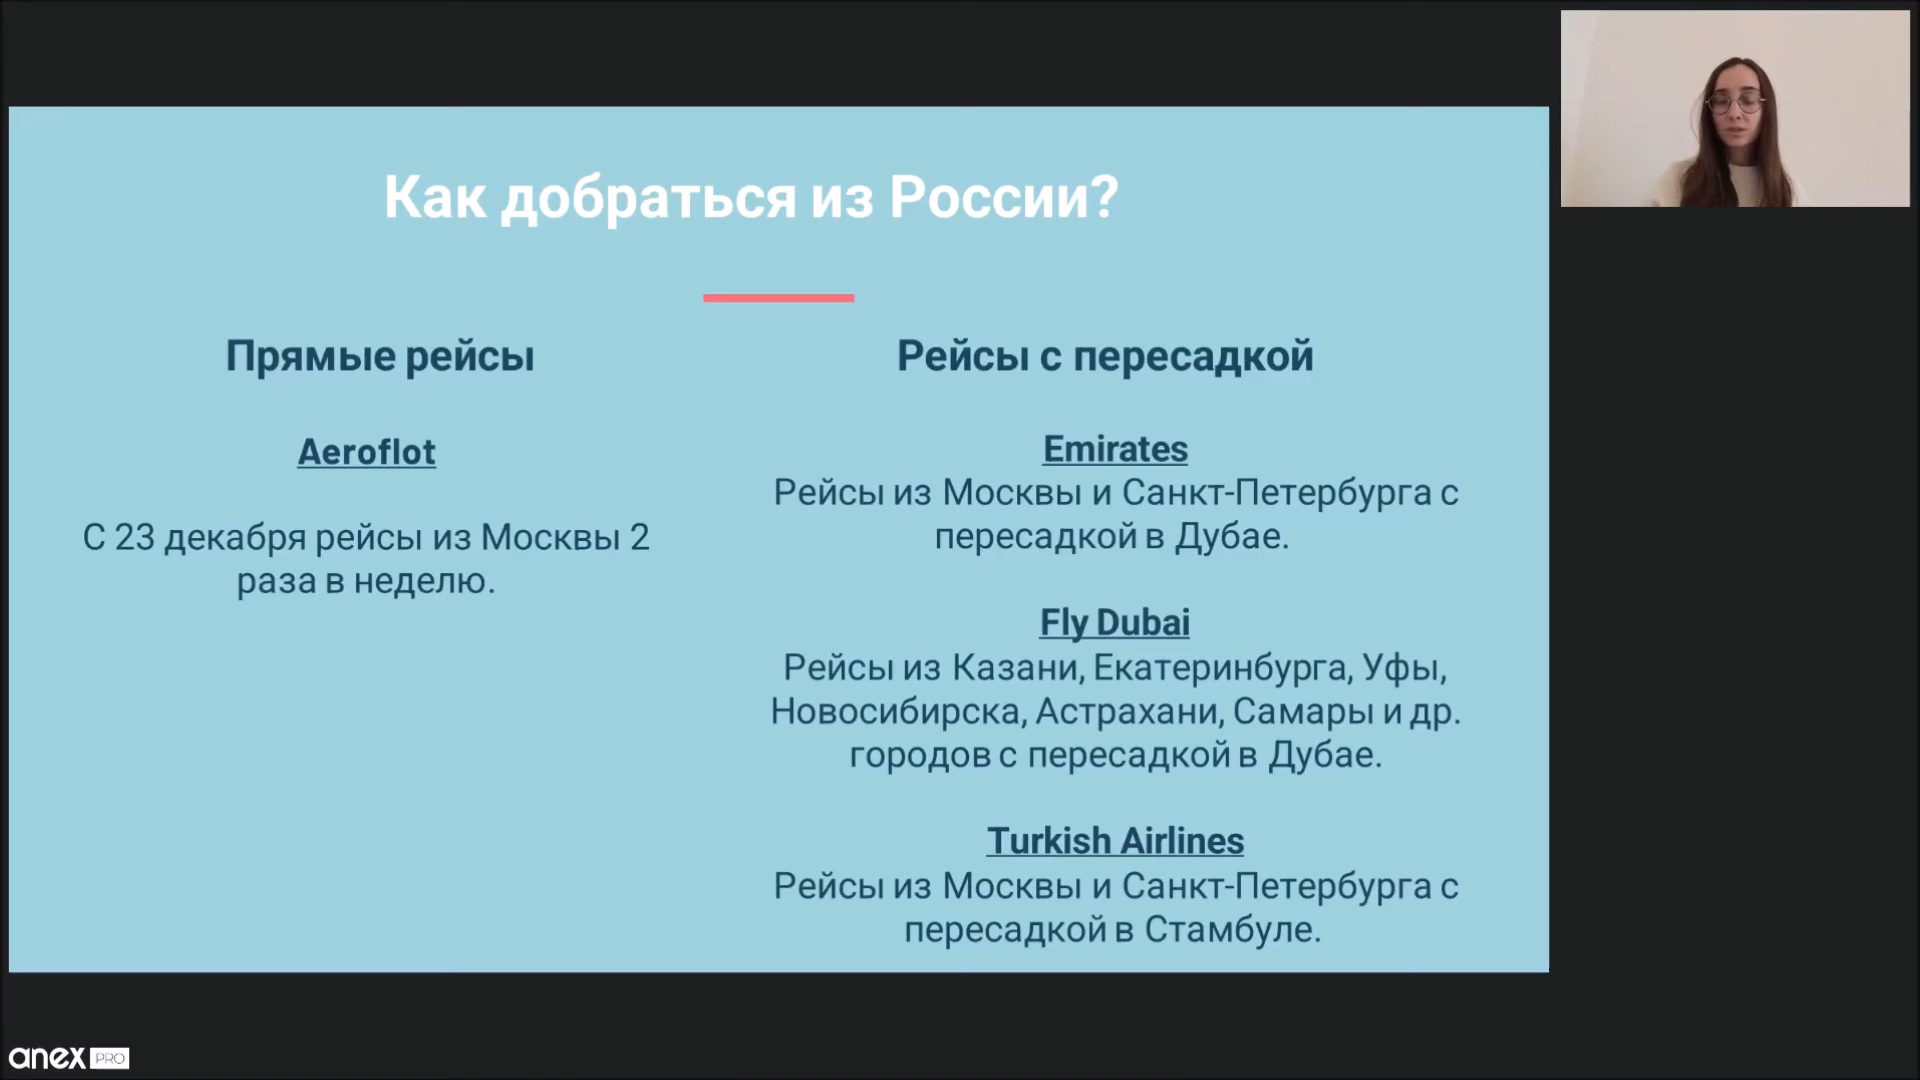 Как добраться из России?
Прямые рейсы
Aeroflot
С 23 декабря рейсы из Москвы 2
раза в неделю.
Рейсы с пересадкой
Emirates
Рейсы из Москвы и Санкт-Петербурга с
пересадкой в Дубае.
Fly Dubai
Рейсы из Казани, Екатеринбурга, Уфы,
Новосибирска, Астрахани, Самары и др.
городов с пересадкой в Дубае.
Turkish Airlines
Рейсы из Москвы и Санкт-Петербурга с
пересадкой в Стамбуле.
anex PRO